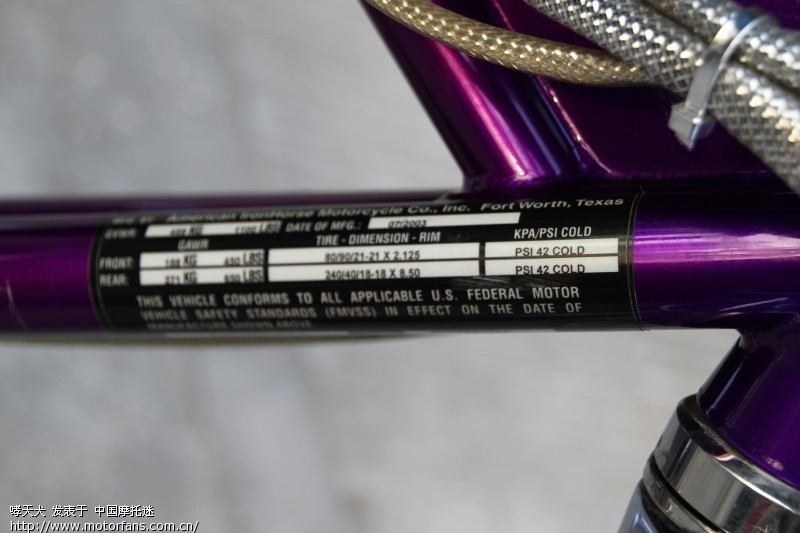 American IronHorse Motorcycle Co., Inc. Fort Worth, Texas
GVWR: KG 1100 LBS DATE OF MFG.: 07/2003
GAWR TIRE - DIMENSION - RIM KPA/PSI COLD
FRONT: KG LBS 80/90/21-21 X 2.125 PSI 42 COLD
REAR: 271 KG LBS 240/40/18-18 X 8.50 PSI 42 COLD
THIS VEHICLE CONFORMS TO ALL APPLICABLE U.S. FEDERAL MOTOR
VEHICLE SAFETY STANDARDS (FMVSS) IN EFFECT ON THE DATE OF
MANUFACTURE SHOWN ABOVE
哮天犬 发表于 中国摩托迷
http://www.motorfans.com.cn/